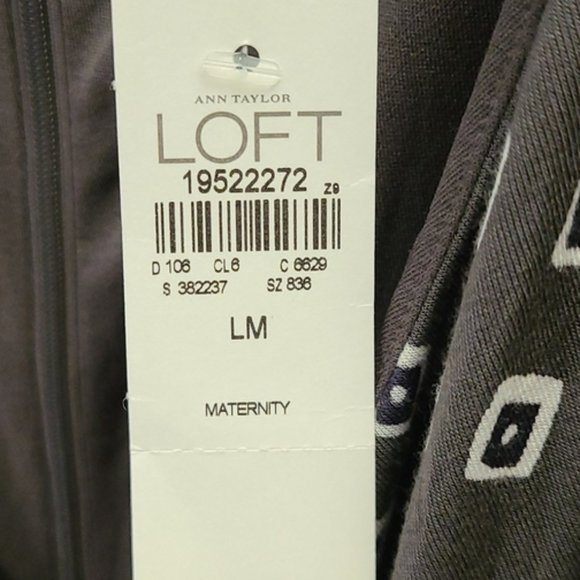 ANN TAYLOR
LOFT
19522272 Z9
D 106 CL6 C 6629
S 382237 SZ 836
LM
MATERNITY